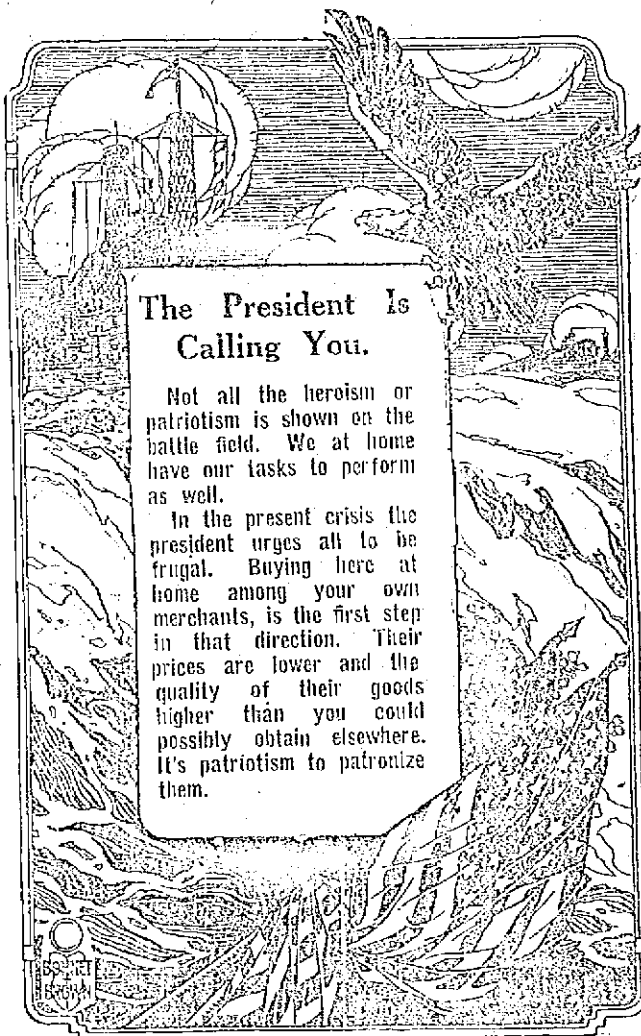 The President Is
Calling You.
Not all the heroism or
patriotism is shown on the
battle field. We at home
have our tasks to perform
as well.
In the present crisis the
president urges all to be
frugal. Buying here at
home among your own
merchants, is the first step
in that direction. Their
prices are lower and the
quality of their goods
higher than you could
possibly obtain elsewhere.
It's patriotism to patronize
them.
BROWN